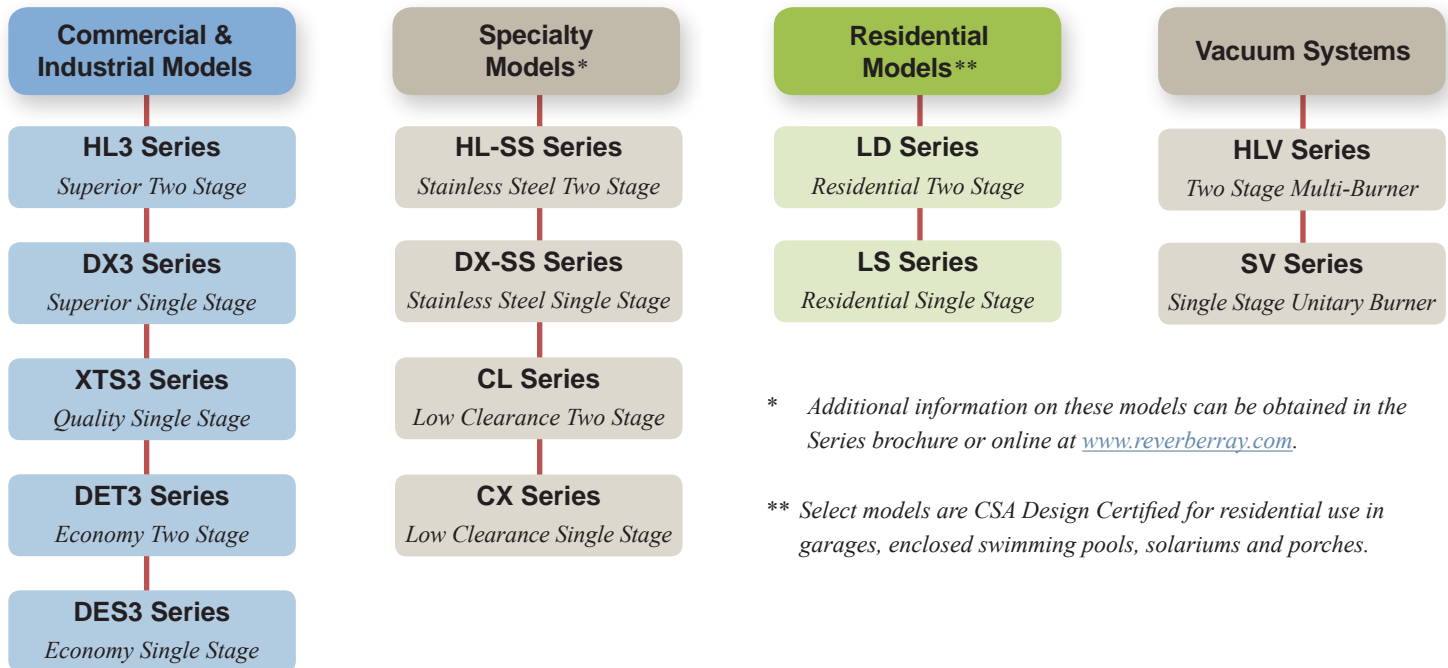 Commercial &
Industrial Models
HL3 Series
Superior Two Stage
DX3 Series
Superior Single Stage
XTS3 Series
Quality Single Stage
DET3 Series
Economy Two Stage
DES3 Series
Economy Single Stage
Specialty
Models*
HL-SS Series
Stainless Steel Two Stage
DX-SS Series
Stainless Steel Single Stage
CL Series
Low Clearance Two Stage
CX Series
Low Clearance Single Stage
Residential
Models**
LD Series
Residential Two Stage
LS Series
Residential Single Stage
Vacuum Systems
HLV Series
Two Stage Multi-Burner
SV Series
Single Stage Unitary Burner
* Additional information on these models can be obtained in the
Series brochure or online at www.reverberray.com.
** Select models are CSA Design Certified for residential use in
garages, enclosed swimming pools, solariums and porches.